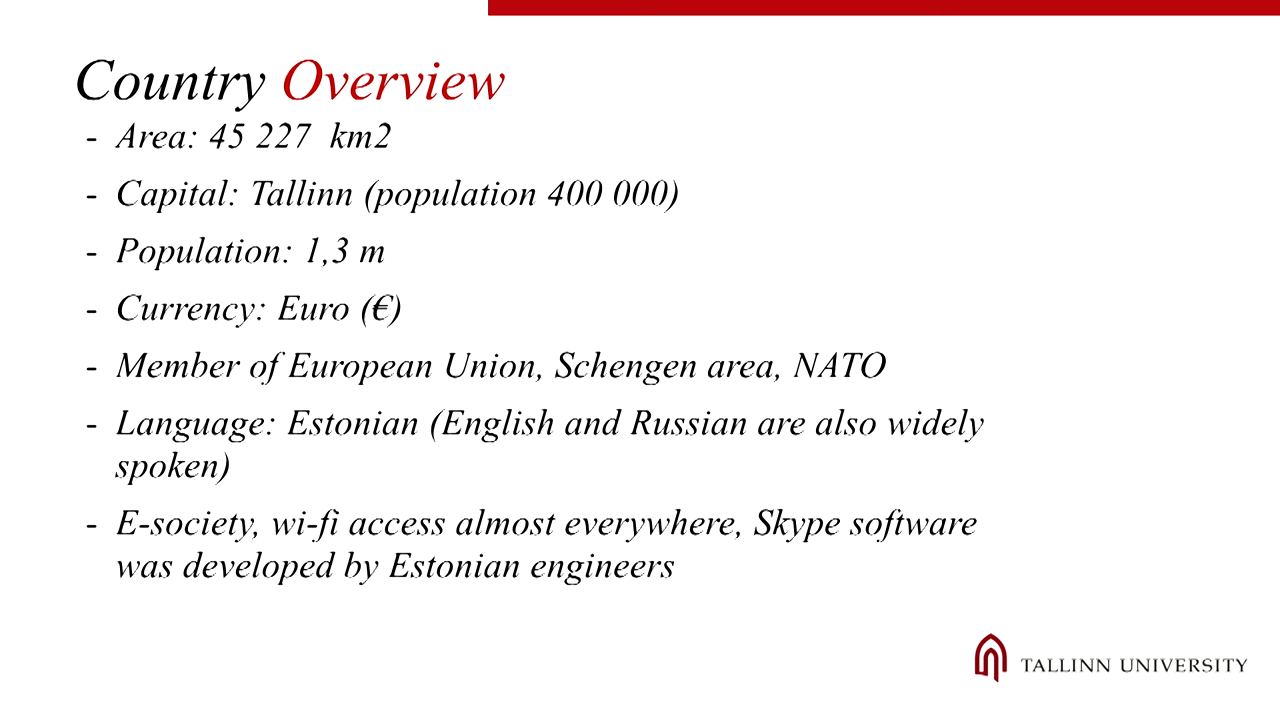 Country Overview
- Area: 45 227  km2
- Capital: Tallinn (population 400 000)
- Population: 1,3 m
- Currency: Euro (€)
- Member of European Union, Schengen area, NATO
- Language: Estonian (English and Russian are also widely
spoken)
- E-society, wi-fi access almost everywhere, Skype software
was developed by Estonian engineers
TALLINN UNIVERSITY